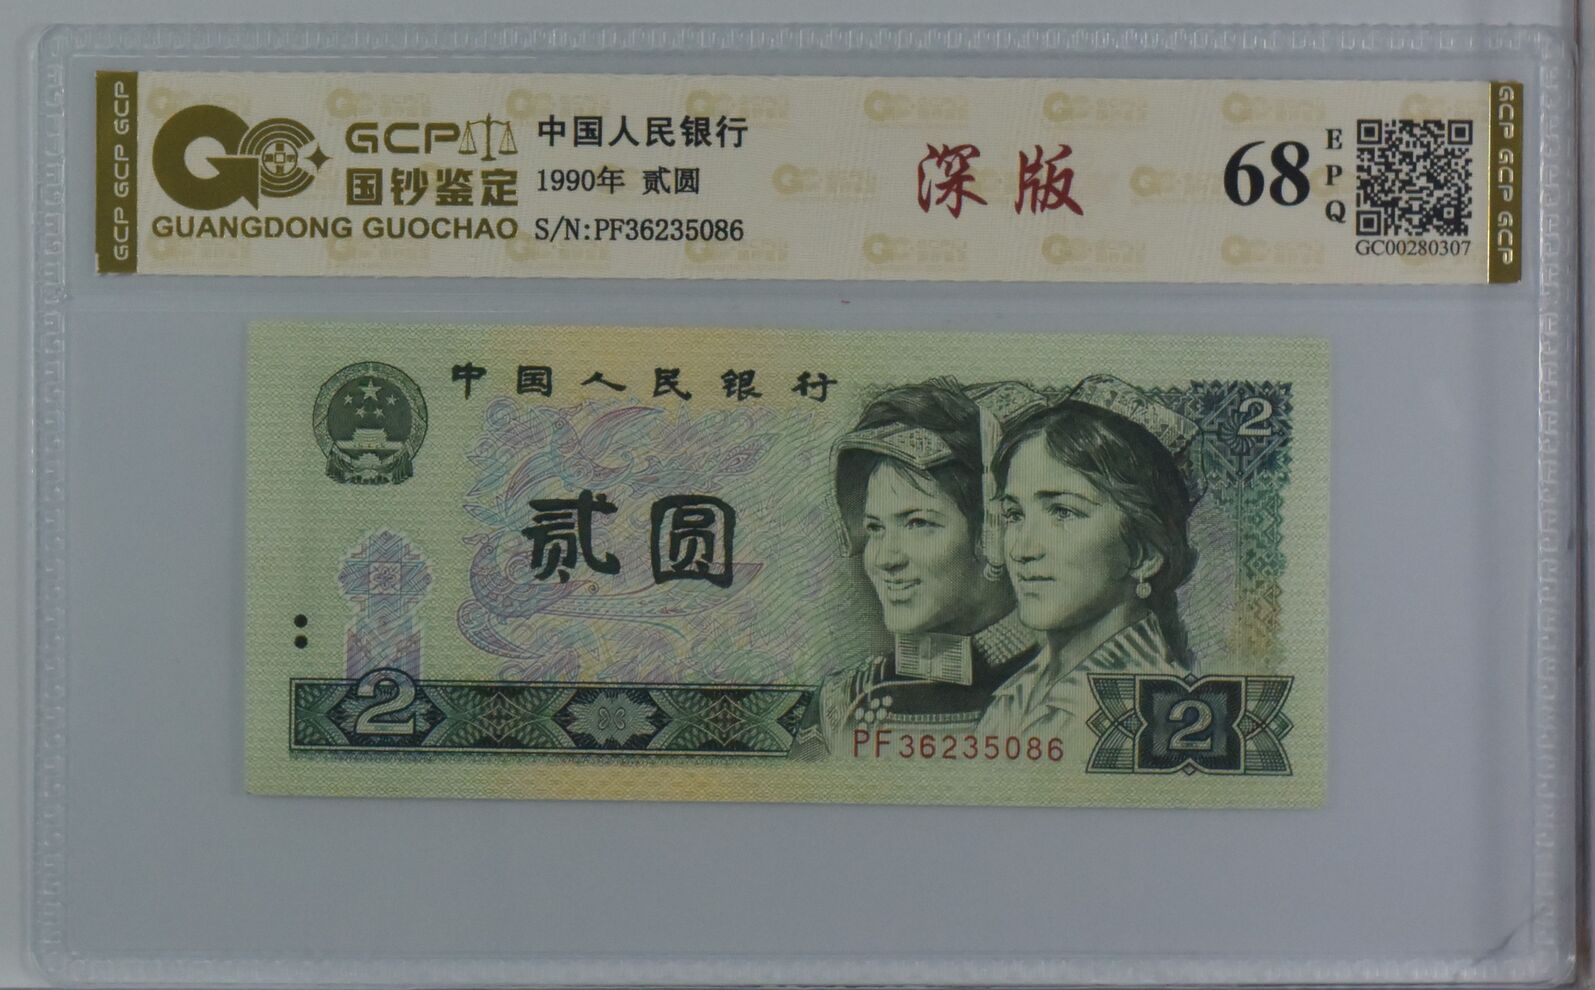 GCP GCP GCP
GCP
国钞鉴定
GUANGDONG GUOCHAO
中国人民银行
1990年 贰圆
S/N:PF36235086
深版
68
EPQ
GC00280307
GCP GCP GCP
中国人民银行
2
贰圆
2
PF36235086
2